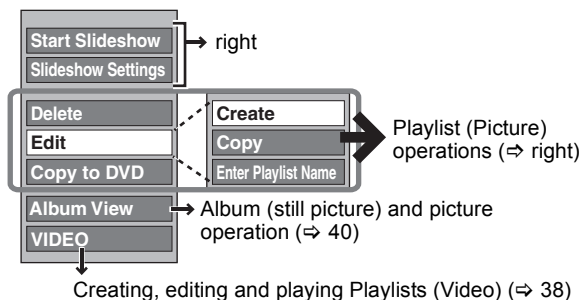 Start Slideshow
Slideshow Settings
→ right
Delete
Edit
Copy to DVD
Create
Copy
Enter Playlist Name
Playlist (Picture)
operations (⇨ right)
Album View
VIDEO
Album (still picture) and picture
operation (⇨ 40)
Creating, editing and playing Playlists (Video) (⇨ 38)